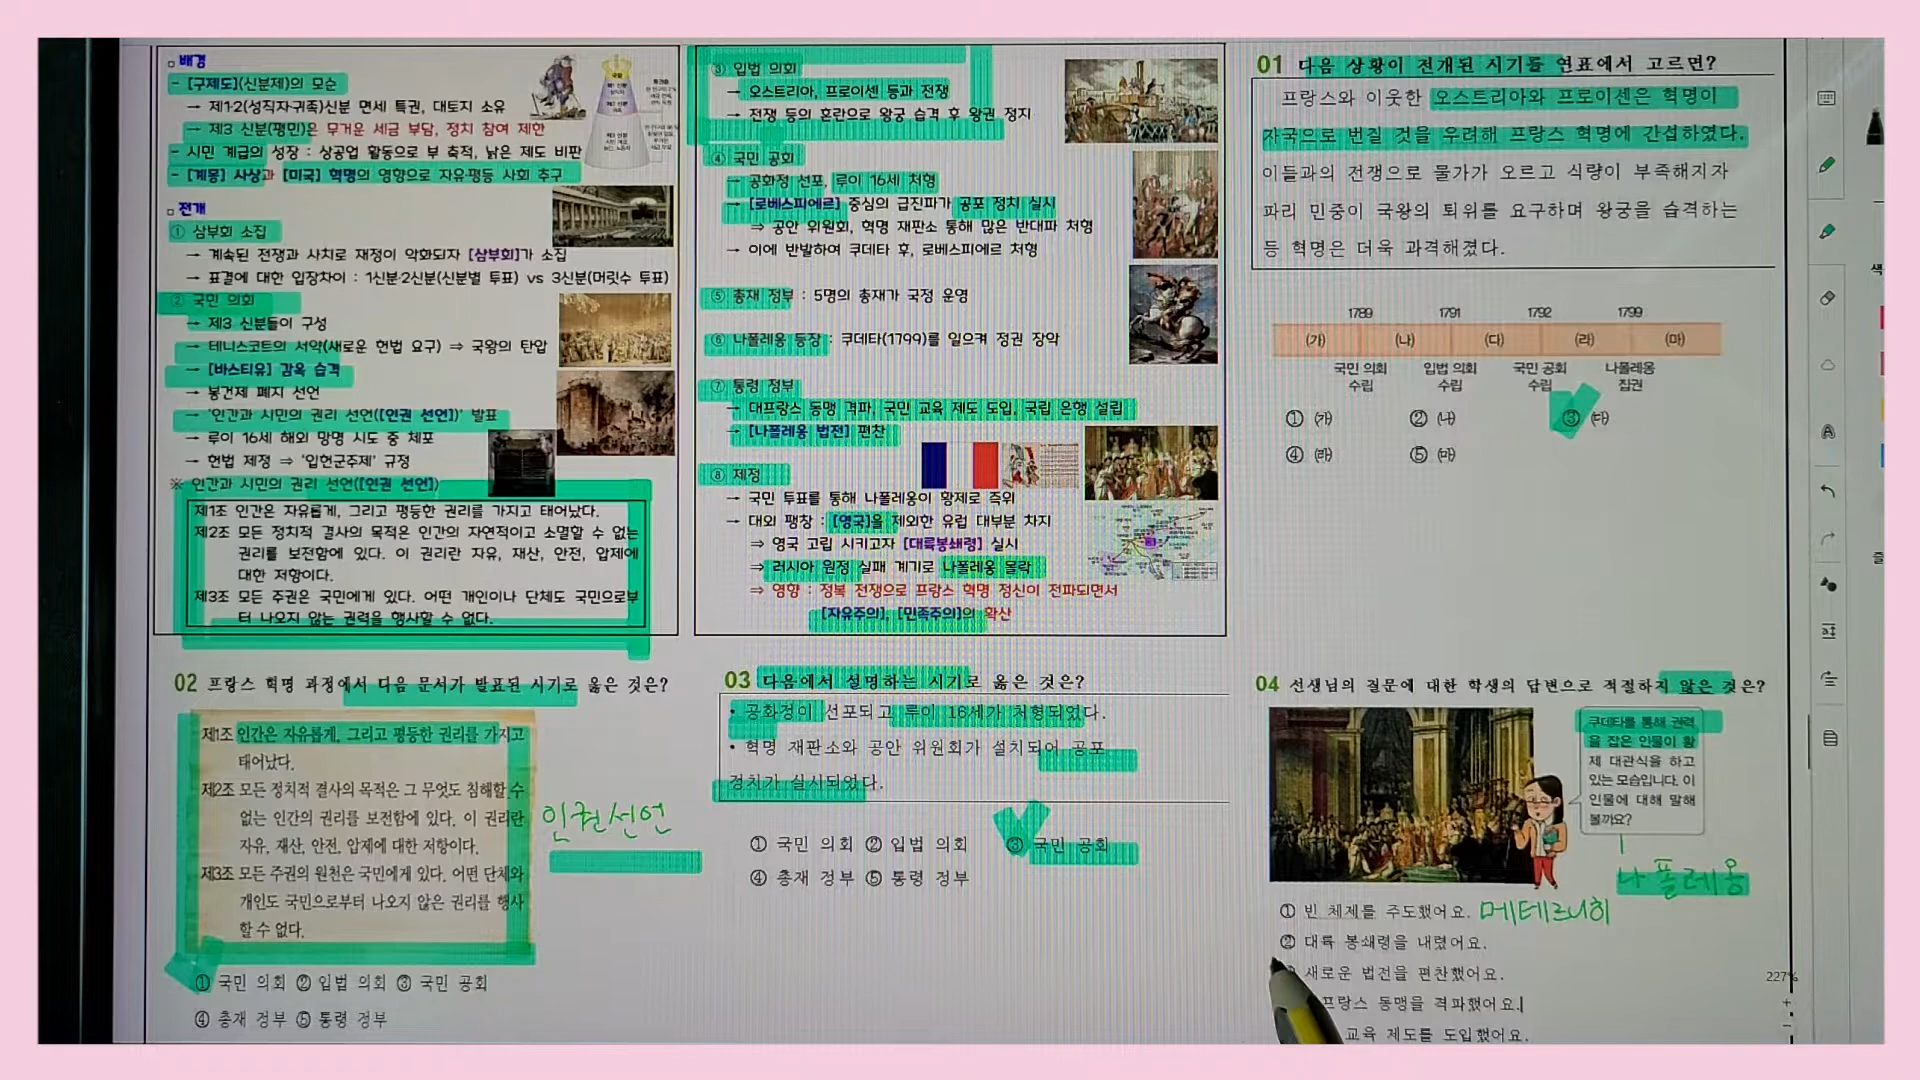 □ 배경
- [구제도](신분제)의 모순
→ 제1·2(성직자·귀족)신분 면세 특권, 대토지 소유
→ 제3 신분(평민)은 무거운 세금 부담, 정치 참여 제한
- 시민 계급의 성장 : 상공업 활동으로 부 축적, 낡은 제도 비판
- [계몽] 사상과 [미국] 혁명의 영향으로 자유·평등 사회 추구
□ 전개
① 삼부회 소집
→ 계속된 전쟁과 사치로 재정이 악화되자 [삼부회]가 소집
→ 표결에 대한 입장차이 : 1신분·2신분(신분별 투표) vs 3신분(머릿수 투표)
② 국민 의회
→ 제3 신분들이 구성
→ 테니스코트의 서약(새로운 헌법 요구) ⇒ 국왕의 탄압
→ [바스티유] 감옥 습격
→ 봉건제 폐지 선언
→ '인간과 시민의 권리 선언([인권 선언])' 발표
→ 루이 16세 해외 망명 시도 중 체포
→ 헌법 제정 ⇒ '입헌군주제' 규정
※ 인간과 시민의 권리 선언([인권 선언])
제1조 인간은 자유롭게, 그리고 평등한 권리를 가지고 태어났다.
제2조 모든 정치적 결사의 목적은 인간의 자연적이고 소멸할 수 없는
권리를 보전함에 있다. 이 권리란 자유, 재산, 안전, 압제에
대한 저항이다.
제3조 모든 주권은 국민에게 있다. 어떤 개인이나 단체도 국민으로부
터 나오지 않는 권력을 행사할 수 없다.
③ 입법 의회
→ 오스트리아, 프로이센 등과 전쟁
→ 전쟁 등의 혼란으로 왕궁 습격 후 왕권 정지
④ 국민 공회
→ 공화정 선포, 루이 16세 처형
→ [로베스피에르] 중심의 급진파가 공포 정치 실시
⇒ 공안 위원회, 혁명 재판소 통해 많은 반대파 처형
→ 이에 반발하여 쿠데타 후, 로베스피에르 처형
⑤ 총재 정부 : 5명의 총재가 국정 운영
⑥ 나폴레옹 등장 : 쿠데타(1799)를 일으켜 정권 장악
⑦ 통령 정부
→ 대프랑스 동맹 격파, 국민 교육 제도 도입, 국립 은행 설립
→ [나폴레옹 법전] 편찬
⑧ 제정
→ 국민 투표를 통해 나폴레옹이 황제로 즉위
→ 대외 팽창 : [영국]을 제외한 유럽 대부분 차지
⇒ 영국 고립 시키고자 [대륙봉쇄령] 실시
⇒ 러시아 원정 실패 계기로 나폴레옹 몰락
⇒ 영향 : 정복 전쟁으로 프랑스 혁명 정신이 전파되면서
[자유주의], [민족주의]의 확산
01 다음 상황이 전개된 시기를 연표에서 고르면?
프랑스와 이웃한 오스트리아와 프로이센은 혁명이
자국으로 번질 것을 우려해 프랑스 혁명에 간섭하였다.
이들과의 전쟁으로 물가가 오르고 식량이 부족해지자
파리 민중이 국왕의 퇴위를 요구하며 왕궁을 습격하는
등 혁명은 더욱 과격해졌다.
1789 1791 1792 1799
(가) (나) (다) (라) (마)
국민 의회 입법 의회 국민 공회 나폴레옹
수립 수립 수립 집권
① (가) ② (나) ③ (다)
④ (라) ⑤ (마)
02 프랑스 혁명 과정에서 다음 문서가 발표된 시기로 옳은 것은?
제1조 인간은 자유롭게, 그리고 평등한 권리를 가지고
태어났다.
제2조 모든 정치적 결사의 목적은 그 무엇도 침해할 수
없는 인간의 권리를 보전함에 있다. 이 권리란
자유, 재산, 안전, 압제에 대한 저항이다.
제3조 모든 주권의 원천은 국민에게 있다. 어떤 단체와
개인도 국민으로부터 나오지 않은 권리를 행사
할 수 없다.
인권선언
① 국민 의회 ② 입법 의회 ③ 국민 공회
④ 총재 정부 ⑤ 통령 정부
03 다음에서 설명하는 시기로 옳은 것은?
• 공화정이 선포되고 루이 16세가 처형되었다.
• 혁명 재판소와 공안 위원회가 설치되어 공포
정치가 실시되었다.
① 국민 의회 ② 입법 의회 ③ 국민 공회
④ 총재 정부 ⑤ 통령 정부
04 선생님의 질문에 대한 학생의 답변으로 적절하지 않은 것은?
쿠데타를 통해 권력
을 잡은 인물이 황
제 대관식을 하고
있는 모습입니다. 이
인물에 대해 말해
볼까요?
나폴레옹
① 빈 체제를 주도했어요. 메테르니히
② 대륙 봉쇄령을 내렸어요.
새로운 법전을 편찬했어요.
프랑스 동맹을 격파했어요.
교육 제도를 도입했어요.
227%